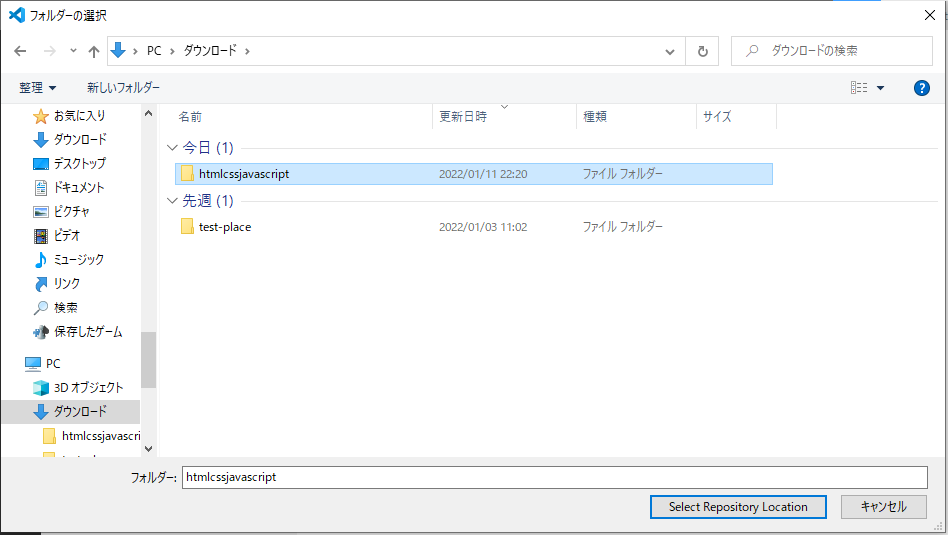 フォルダーの選択
PC
ダウンロード
ダウンロードの検索
整理
新しいフォルダー
名前
更新日時
種類
サイズ
お気に入り
ダウンロード
デスクトップ
ドキュメント
ピクチャ
ビデオ
ミュージック
リンク
検索
保存したゲーム
PC
3D オブジェクト
ダウンロード
htmlcssjavascri
今日 (1)
htmlcssjavascript 2022/01/11 22:20 ファイル フォルダー
先週 (1)
test-place 2022/01/03 11:02 ファイル フォルダー
フォルダー: htmlcssjavascript
Select Repository Location
キャンセル